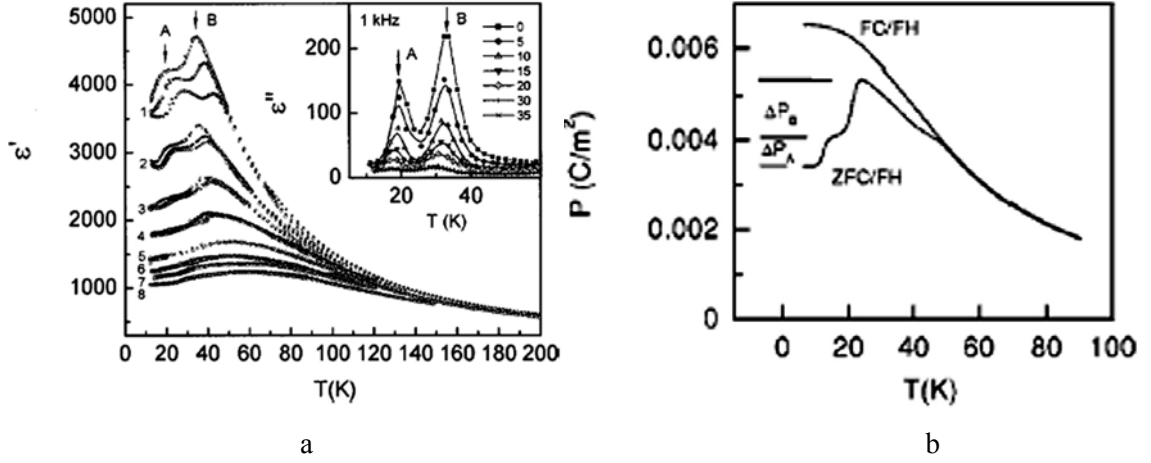 5000
4000
3000
2000
1000
ε'
A
B
1
2
3
4
5
6
7
8
0 20 40 60 80 100 120 140 160 180 200
T(K)
1 kHz
200
100
0
ε"
A
B
0
5
10
15
20
30
35
20 40
T (K)
a
0.006
0.004
0.002
0
P (C/m²)
FC/FH
ΔP_B
ΔP_A
ZFC/FH
0 20 40 60 80 100
T(K)
b